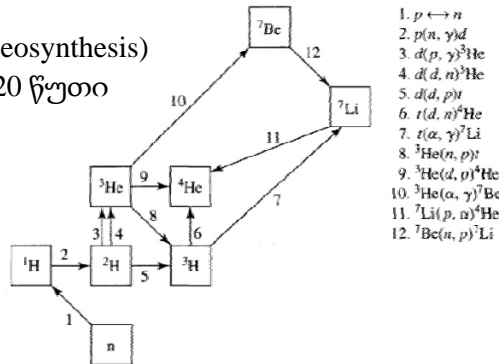 eosynthesis)
20 წუთი
⁷Be
12
⁷Li
10
11
³He
9
⁴He
8
7
3
4
6
¹H
2
²H
5
³H
1
n
1. p ⟷ n
2. p(n, γ)d
3. d(p, γ)³He
4. d(d, n)³He
5. d(d, p)t
6. t(d, n)⁴He
7. t(α, γ)⁷Li
8. ³He(n, p)t
9. ³He(d, p)⁴He
10. ³He(α, γ)⁷Be
11. ⁷Li(p, α)⁴He
12. ⁷Be(n, p)⁷Li